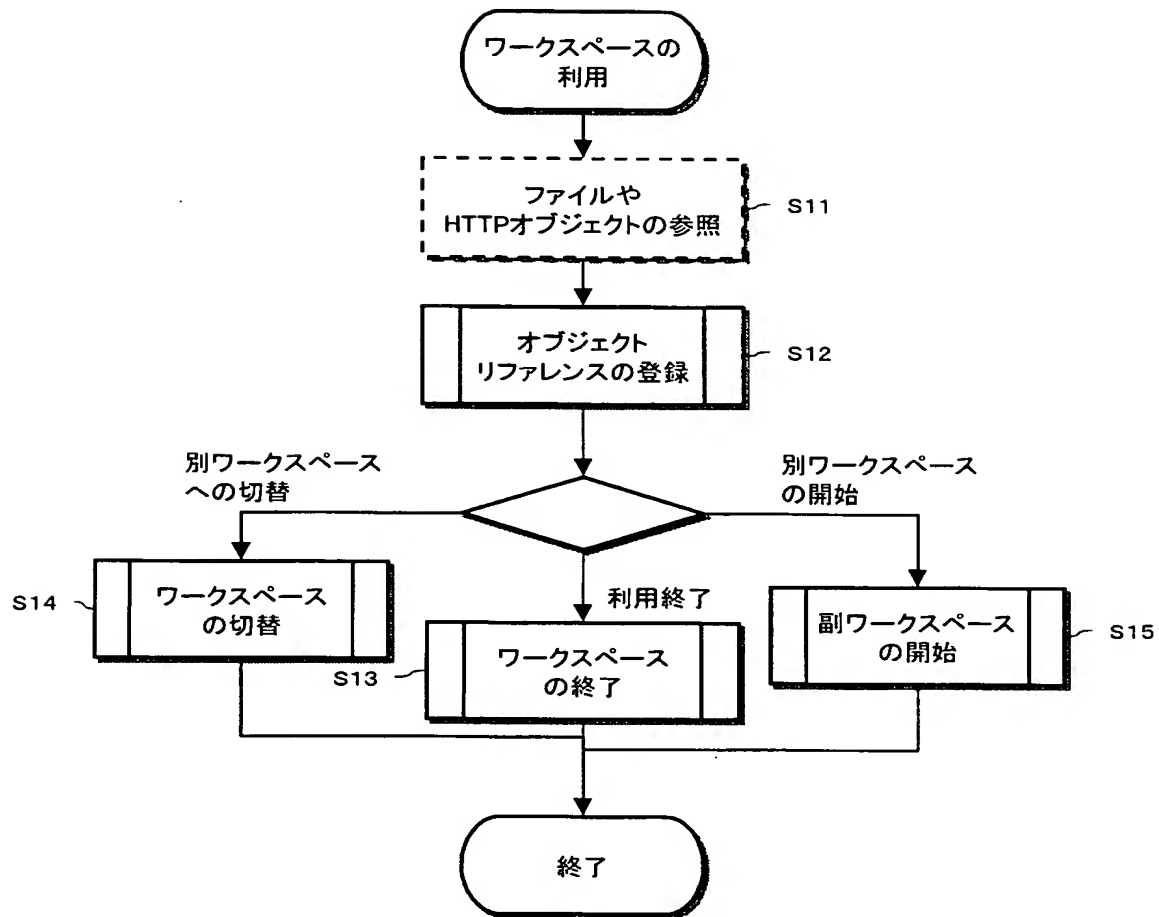 ワークスペースの
利用
ファイルや
HTTPオブジェクトの参照
S11
オブジェクト
リファレンスの登録
S12
別ワークスペース
への切替
別ワークスペース
の開始
S14
ワークスペース
の切替
利用終了
S13
ワークスペース
の終了
副ワークスペース
の開始
S15
終了